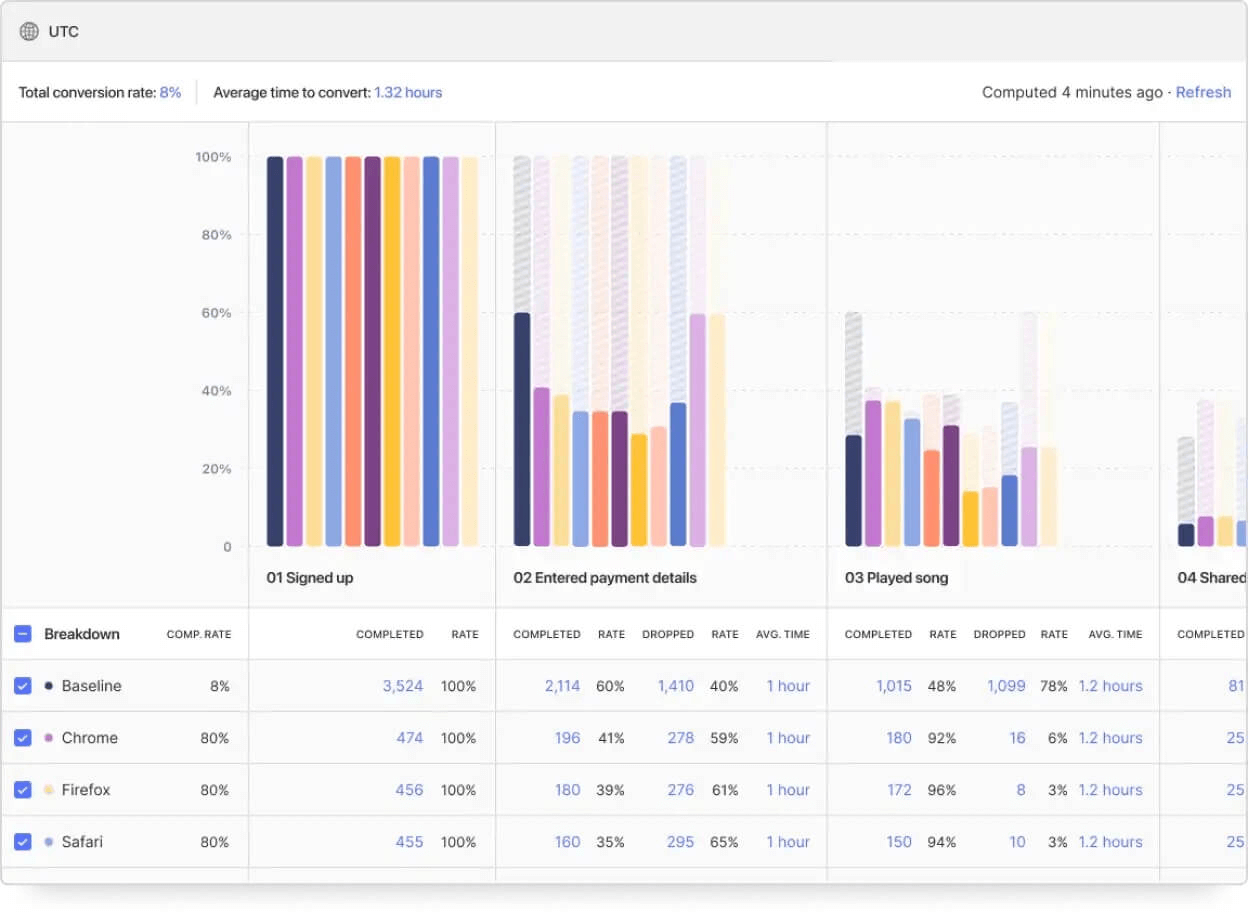 UTC
Total conversion rate: 8% Average time to convert: 1.32 hours Computed 4 minutes ago · Refresh
100%
80%
60%
40%
20%
0
01 Signed up 02 Entered payment details 03 Played song 04 Shared
Breakdown COMP. RATE COMPLETED RATE COMPLETED RATE DROPPED RATE AVG. TIME COMPLETED RATE DROPPED RATE AVG. TIME COMPLETED
Baseline 8% 3,524 100% 2,114 60% 1,410 40% 1 hour 1,015 48% 1,099 78% 1.2 hours 81
Chrome 80% 474 100% 196 41% 278 59% 1 hour 180 92% 16 6% 1.2 hours 25
Firefox 80% 456 100% 180 39% 276 61% 1 hour 172 96% 8 3% 1.2 hours 25
Safari 80% 455 100% 160 35% 295 65% 1 hour 150 94% 10 3% 1.2 hours 25